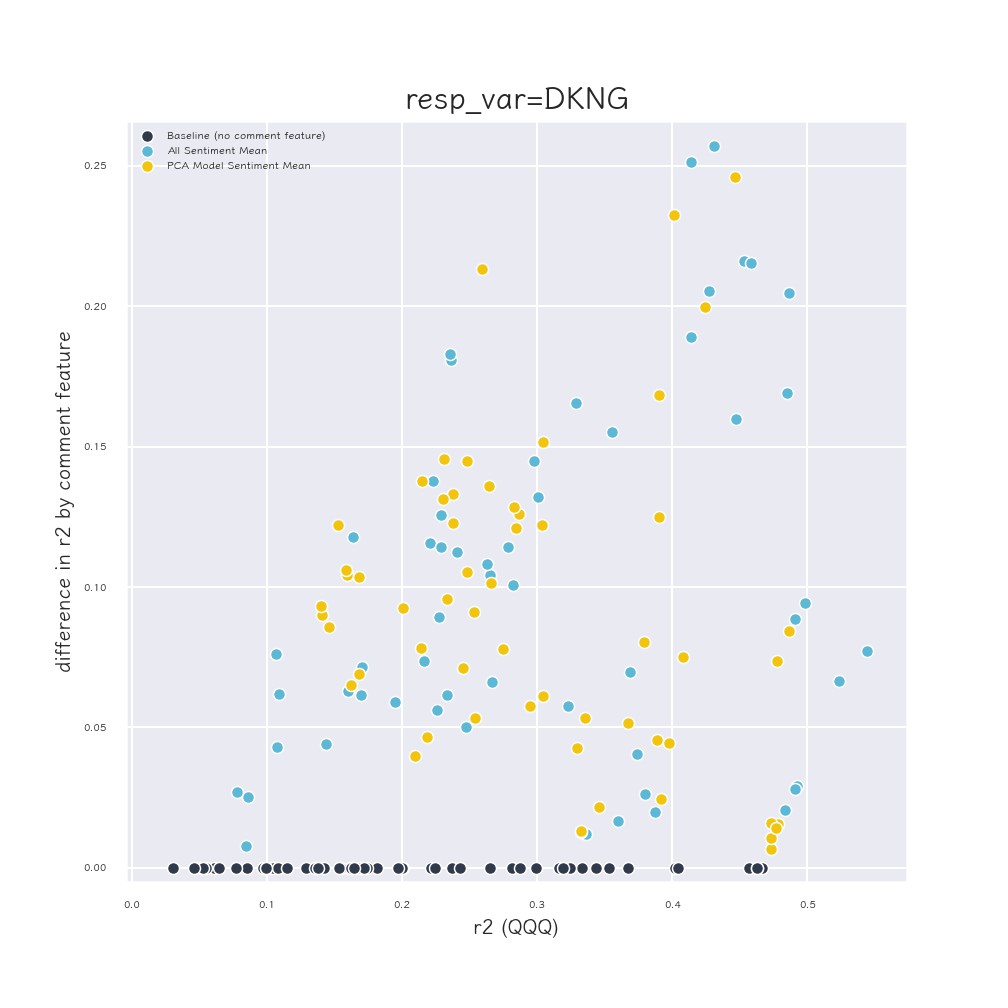 resp_var=DKNG
Baseline (no comment feature)
All Sentiment Mean
PCA Model Sentiment Mean
0.25
0.20
0.15
0.10
0.05
0.00
difference in r2 by comment feature
0.0 0.1 0.2 0.3 0.4 0.5
r2 (QQQ)